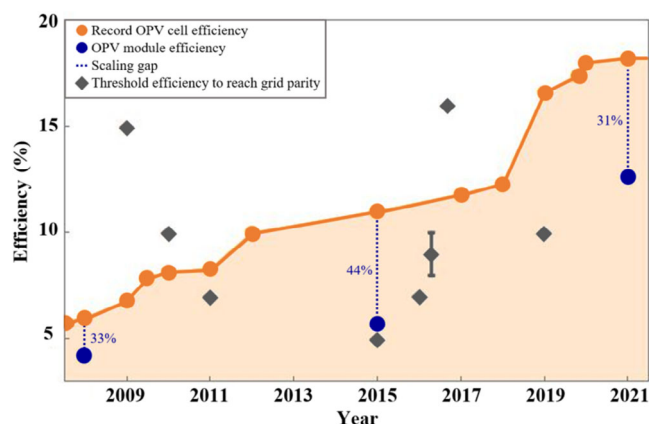 20
Record OPV cell efficiency
OPV module efficiency
Scaling gap
Threshold efficiency to reach grid parity
15
10
5
Efficiency (%)
33%
44%
31%
2009 2011 2013 2015 2017 2019 2021
Year